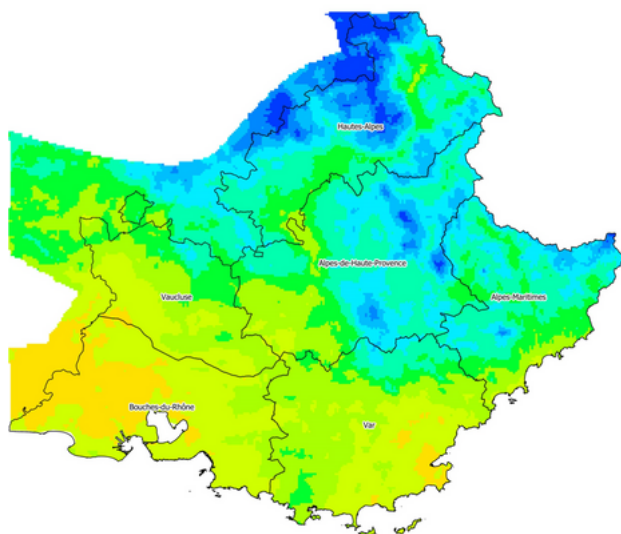 Hautes-Alpes
Alpes-de-Haute-Provence
Vaucluse
Alpes-Maritimes
Bouches-du-Rhône
Var